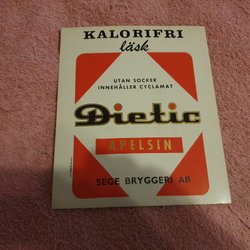 KALORIFRI
läsk
UTAN SOCKER
INNEHÅLLER CYCLAMAT
Dietic
APELSIN
SEGE BRYGGERI AB